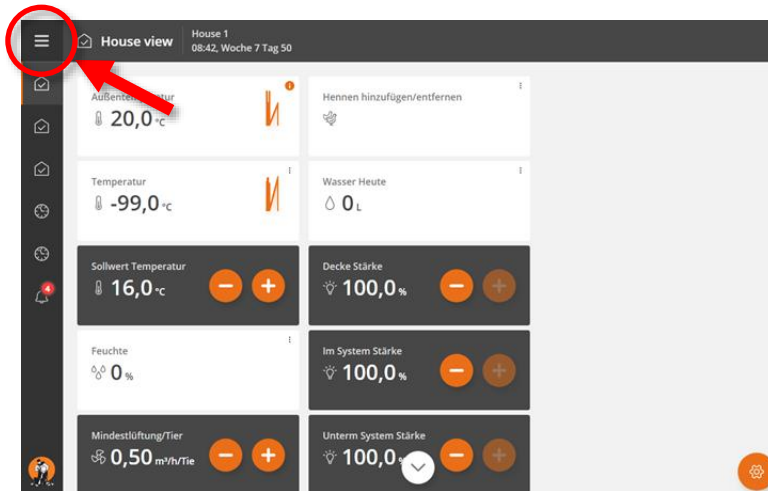 House view
House 1
08:42, Woche 7 Tag 50
Außentemperatur
20,0 °C
Hennen hinzufügen/entfernen
Temperatur
-99,0 °C
Wasser Heute
0 L
Sollwert Temperatur
16,0 °C
Decke Stärke
100,0 %
Feuchte
0 %
Im System Stärke
100,0 %
4
Mindestlüftung/Tier
0,50 m³/h/Tie
Unterm System Stärke
100,0